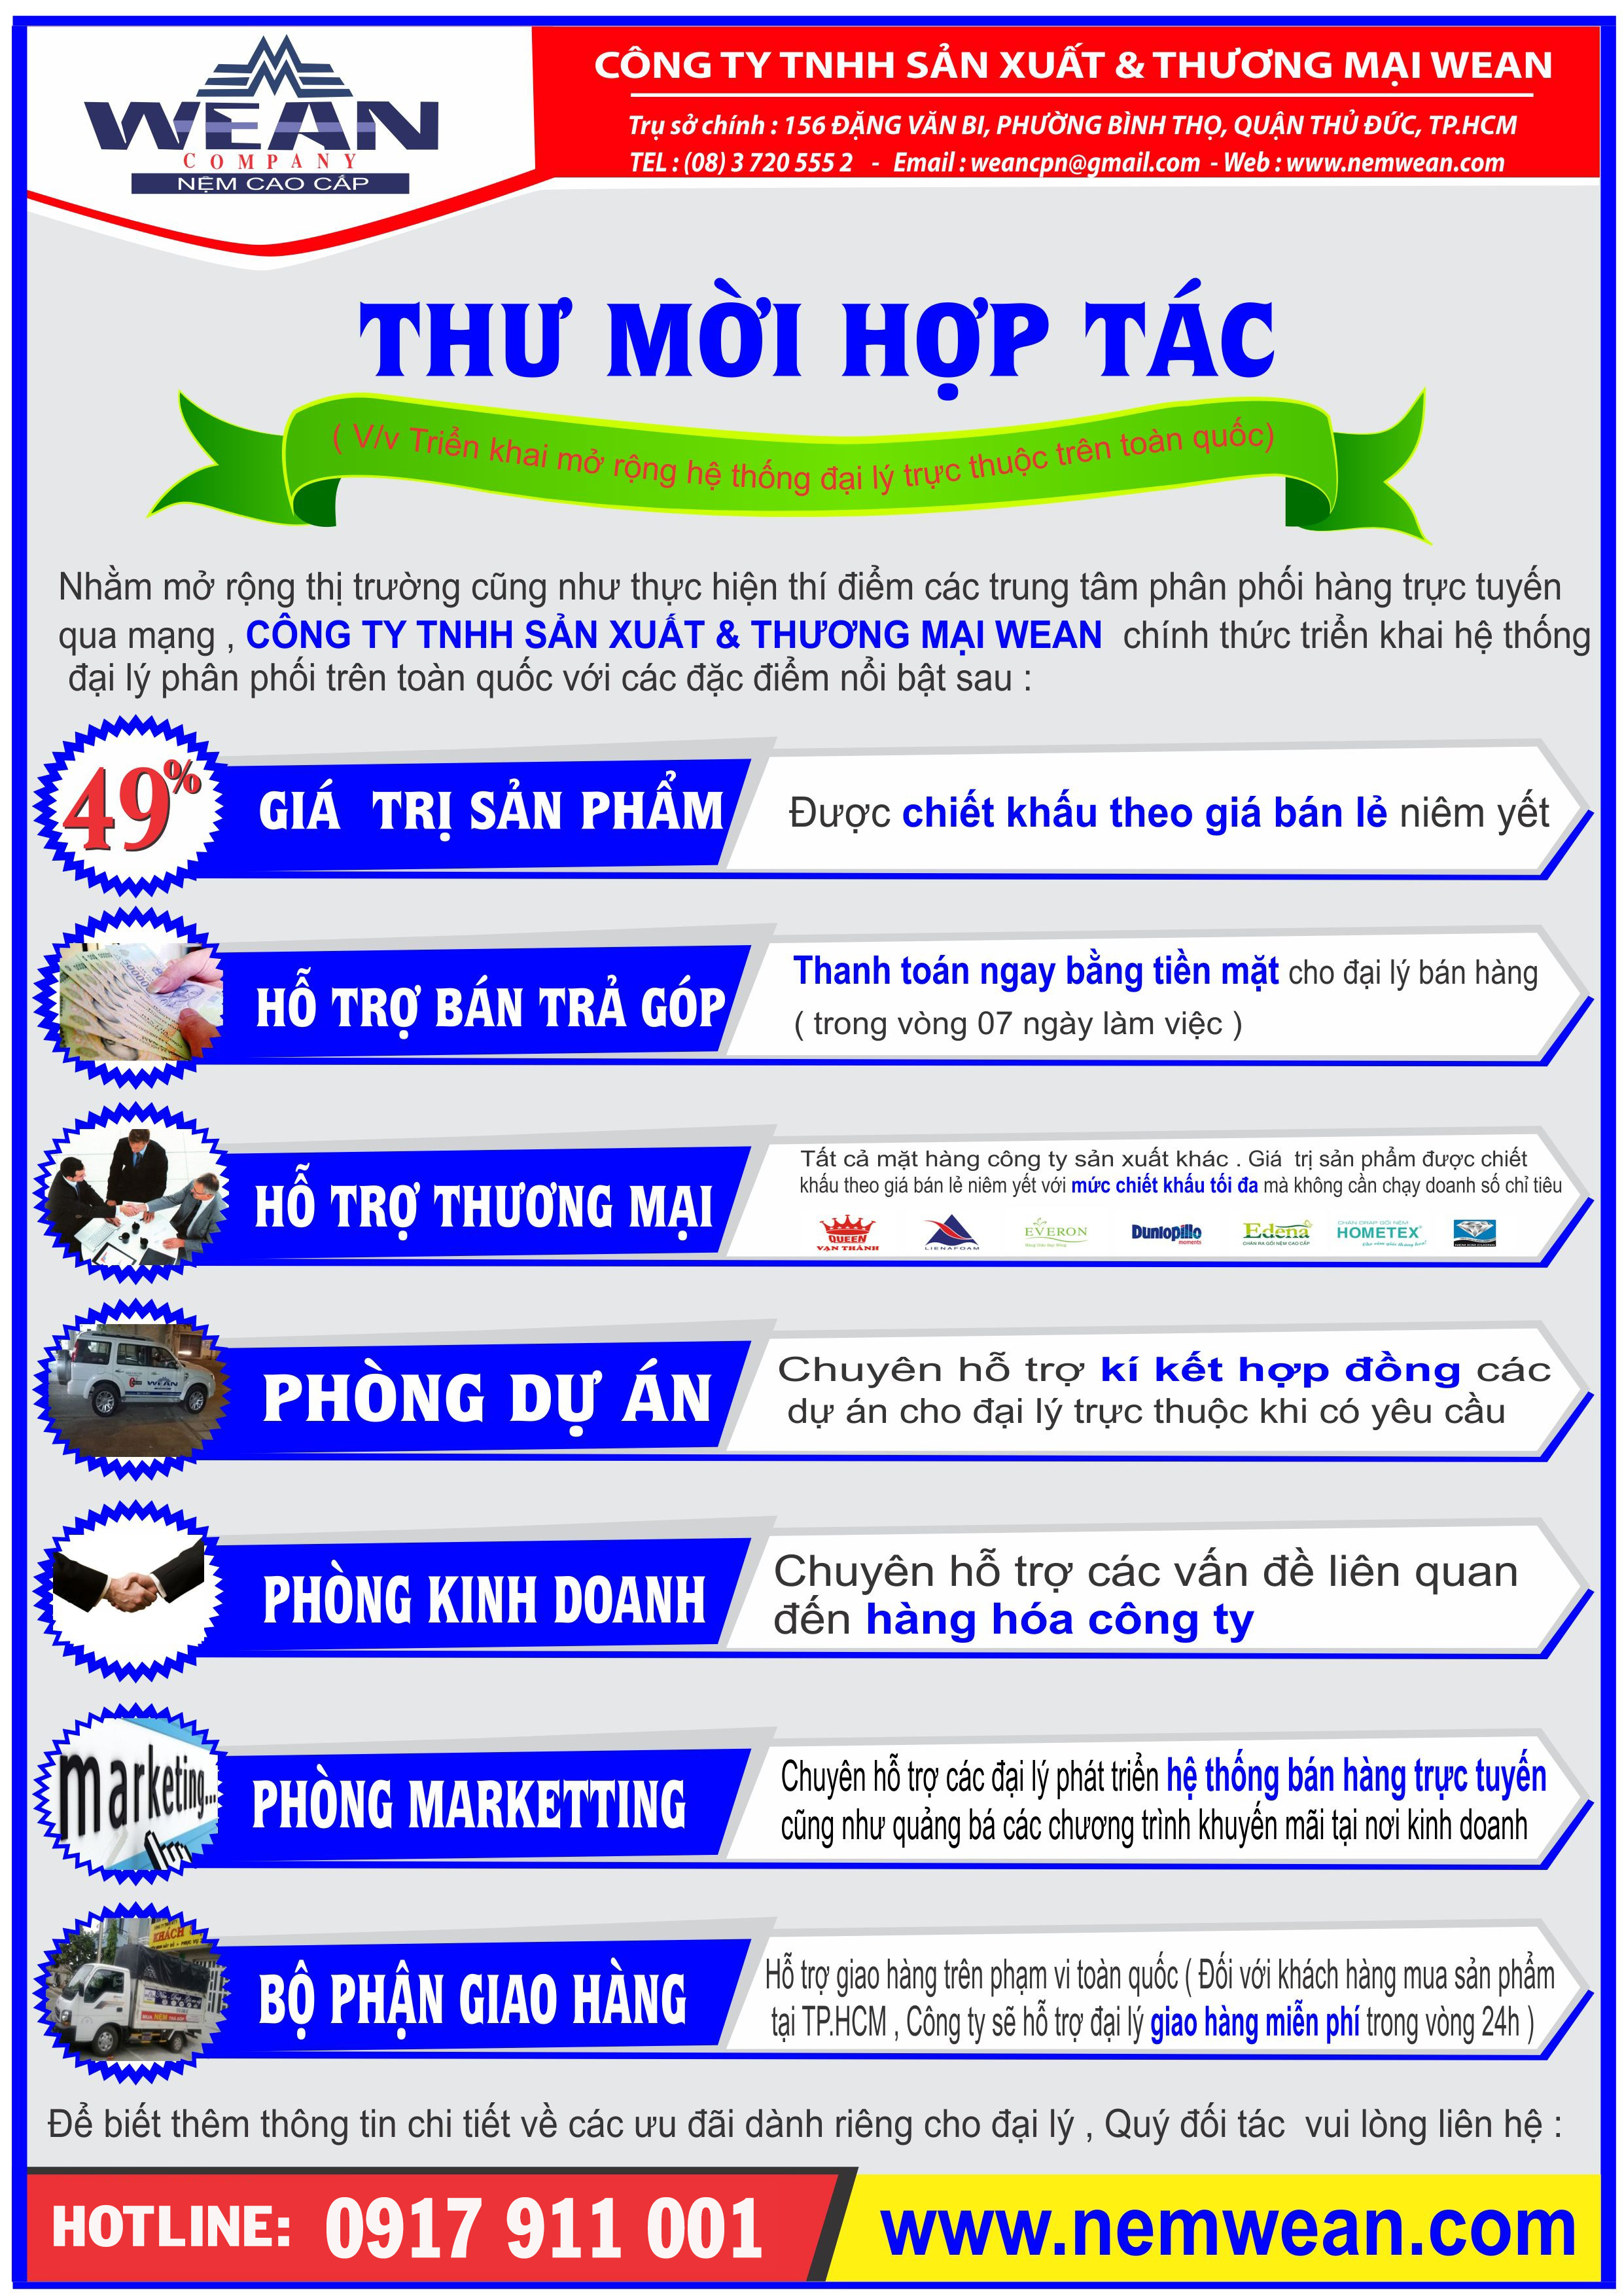 WEAN
COMPANY
NỆM CAO CẤP
CÔNG TY TNHH SẢN XUẤT & THƯƠNG MẠI WEAN
Trụ sở chính : 156 ĐẶNG VĂN BI, PHƯỜNG BÌNH THỌ, QUẬN THỦ ĐỨC, TP.HCM
TEL : (08) 3 720 555 2 - Email : weancpn@gmail.com - Web : www.nemwean.com
THƯ MỜI HỢP TÁC
( V/v Triển khai mở rộng hệ thống đại lý trực thuộc trên toàn quốc)
Nhằm mở rộng thị trường cũng như thực hiện thí điểm các trung tâm phân phối hàng trực tuyến
qua mạng , CÔNG TY TNHH SẢN XUẤT & THƯƠNG MẠI WEAN chính thức triển khai hệ thống
đại lý phân phối trên toàn quốc với các đặc điểm nổi bật sau :
49%
GIÁ TRỊ SẢN PHẨM
Được chiết khấu theo giá bán lẻ niêm yết
HỖ TRỢ BÁN TRẢ GÓP
Thanh toán ngay bằng tiền mặt cho đại lý bán hàng
( trong vòng 07 ngày làm việc )
HỖ TRỢ THƯƠNG MẠI
Tất cả mặt hàng công ty sản xuất khác . Giá trị sản phẩm được chiết
khấu theo giá bán lẻ niêm yết với mức chiết khấu tối đa mà không cần chạy doanh số chỉ tiêu
QUEEN
VẠN THÀNH
LIENAFOAM
EVERON
Dunlopillo
moments
Edena
CHĂN RA GỐI NỆM CAO CẤP
CHĂN DRAP GỐI NỆM
HOMETEX
PHÒNG DỰ ÁN
WEAN
Chuyên hỗ trợ kí kết hợp đồng các
dự án cho đại lý trực thuộc khi có yêu cầu
PHÒNG KINH DOANH
Chuyên hỗ trợ các vấn đề liên quan
đến hàng hóa công ty
marketing...
PHÒNG MARKETTING
Chuyên hỗ trợ các đại lý phát triển hệ thống bán hàng trực tuyến
cũng như quảng bá các chương trình khuyến mãi tại nơi kinh doanh
KHÁCH
BỘ PHẬN GIAO HÀNG
Hỗ trợ giao hàng trên phạm vi toàn quốc ( Đối với khách hàng mua sản phẩm
tại TP.HCM , Công ty sẽ hỗ trợ đại lý giao hàng miễn phí trong vòng 24h )
Để biết thêm thông tin chi tiết về các ưu đãi dành riêng cho đại lý , Quý đối tác vui lòng liên hệ :
HOTLINE: 0917 911 001
www.nemwean.com